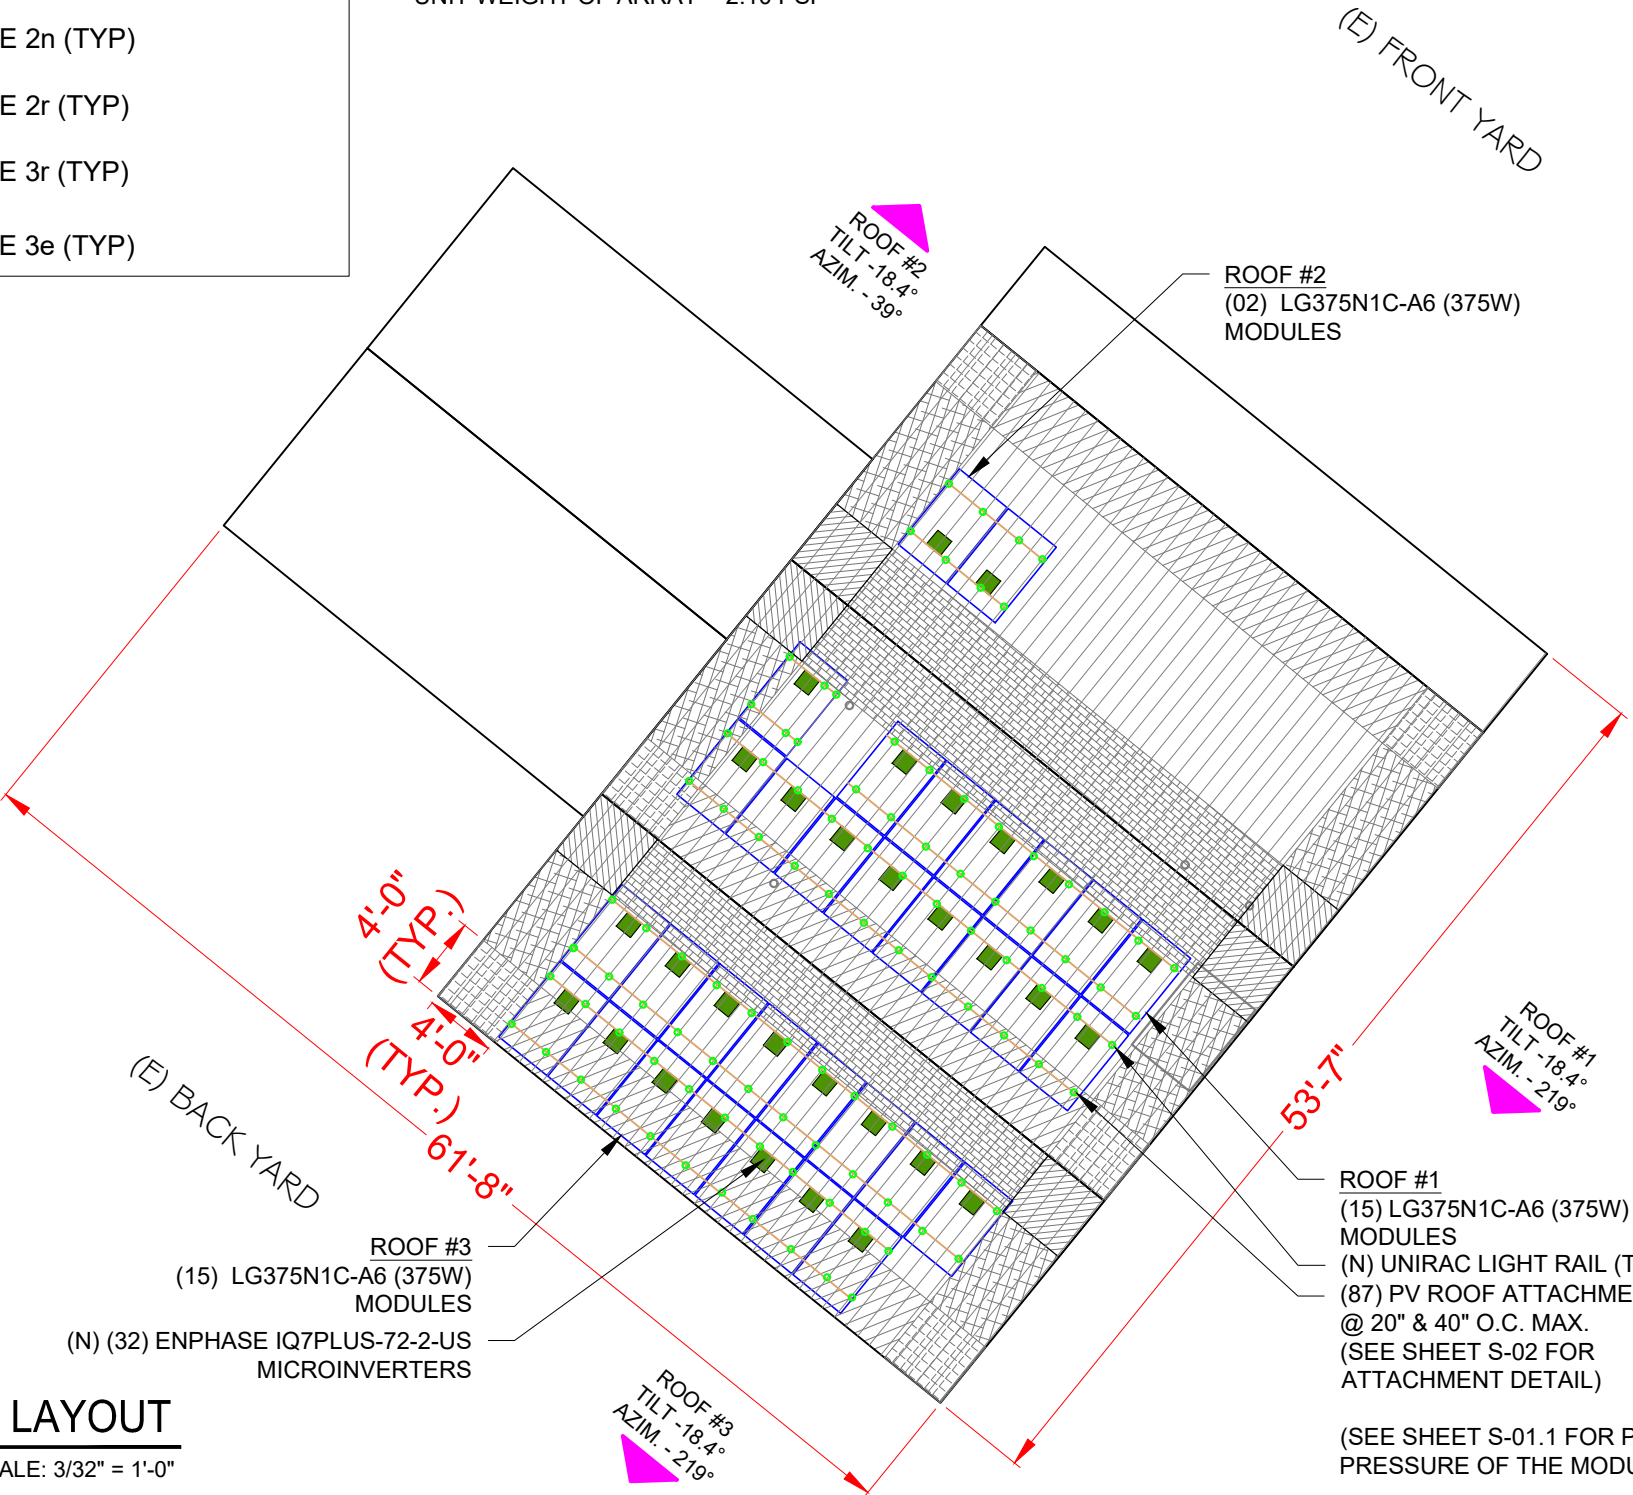 E 2n (TYP)
E 2r (TYP)
E 3r (TYP)
E 3e (TYP)
(E) FRONT YARD
ROOF #2
TILT -18.4°
AZIM. - 39°
ROOF #2
(02) LG375N1C-A6 (375W)
MODULES
4'-0"
(TYP.)
4'-0"
(TYP.)
61'-8"
53'-7"
(E) BACK YARD
ROOF #1
TILT -18.4°
AZIM. - 219°
ROOF #1
(15) LG375N1C-A6 (375W)
MODULES
(N) UNIRAC LIGHT RAIL (T
(87) PV ROOF ATTACHME
@ 20" & 40" O.C. MAX.
(SEE SHEET S-02 FOR
ATTACHMENT DETAIL)
(SEE SHEET S-01.1 FOR P
PRESSURE OF THE MODU
ROOF #3
(15) LG375N1C-A6 (375W)
MODULES
(N) (32) ENPHASE IQ7PLUS-72-2-US
MICROINVERTERS
ROOF #3
TILT -18.4°
AZIM. - 219°
LAYOUT
ALE: 3/32" = 1'-0"